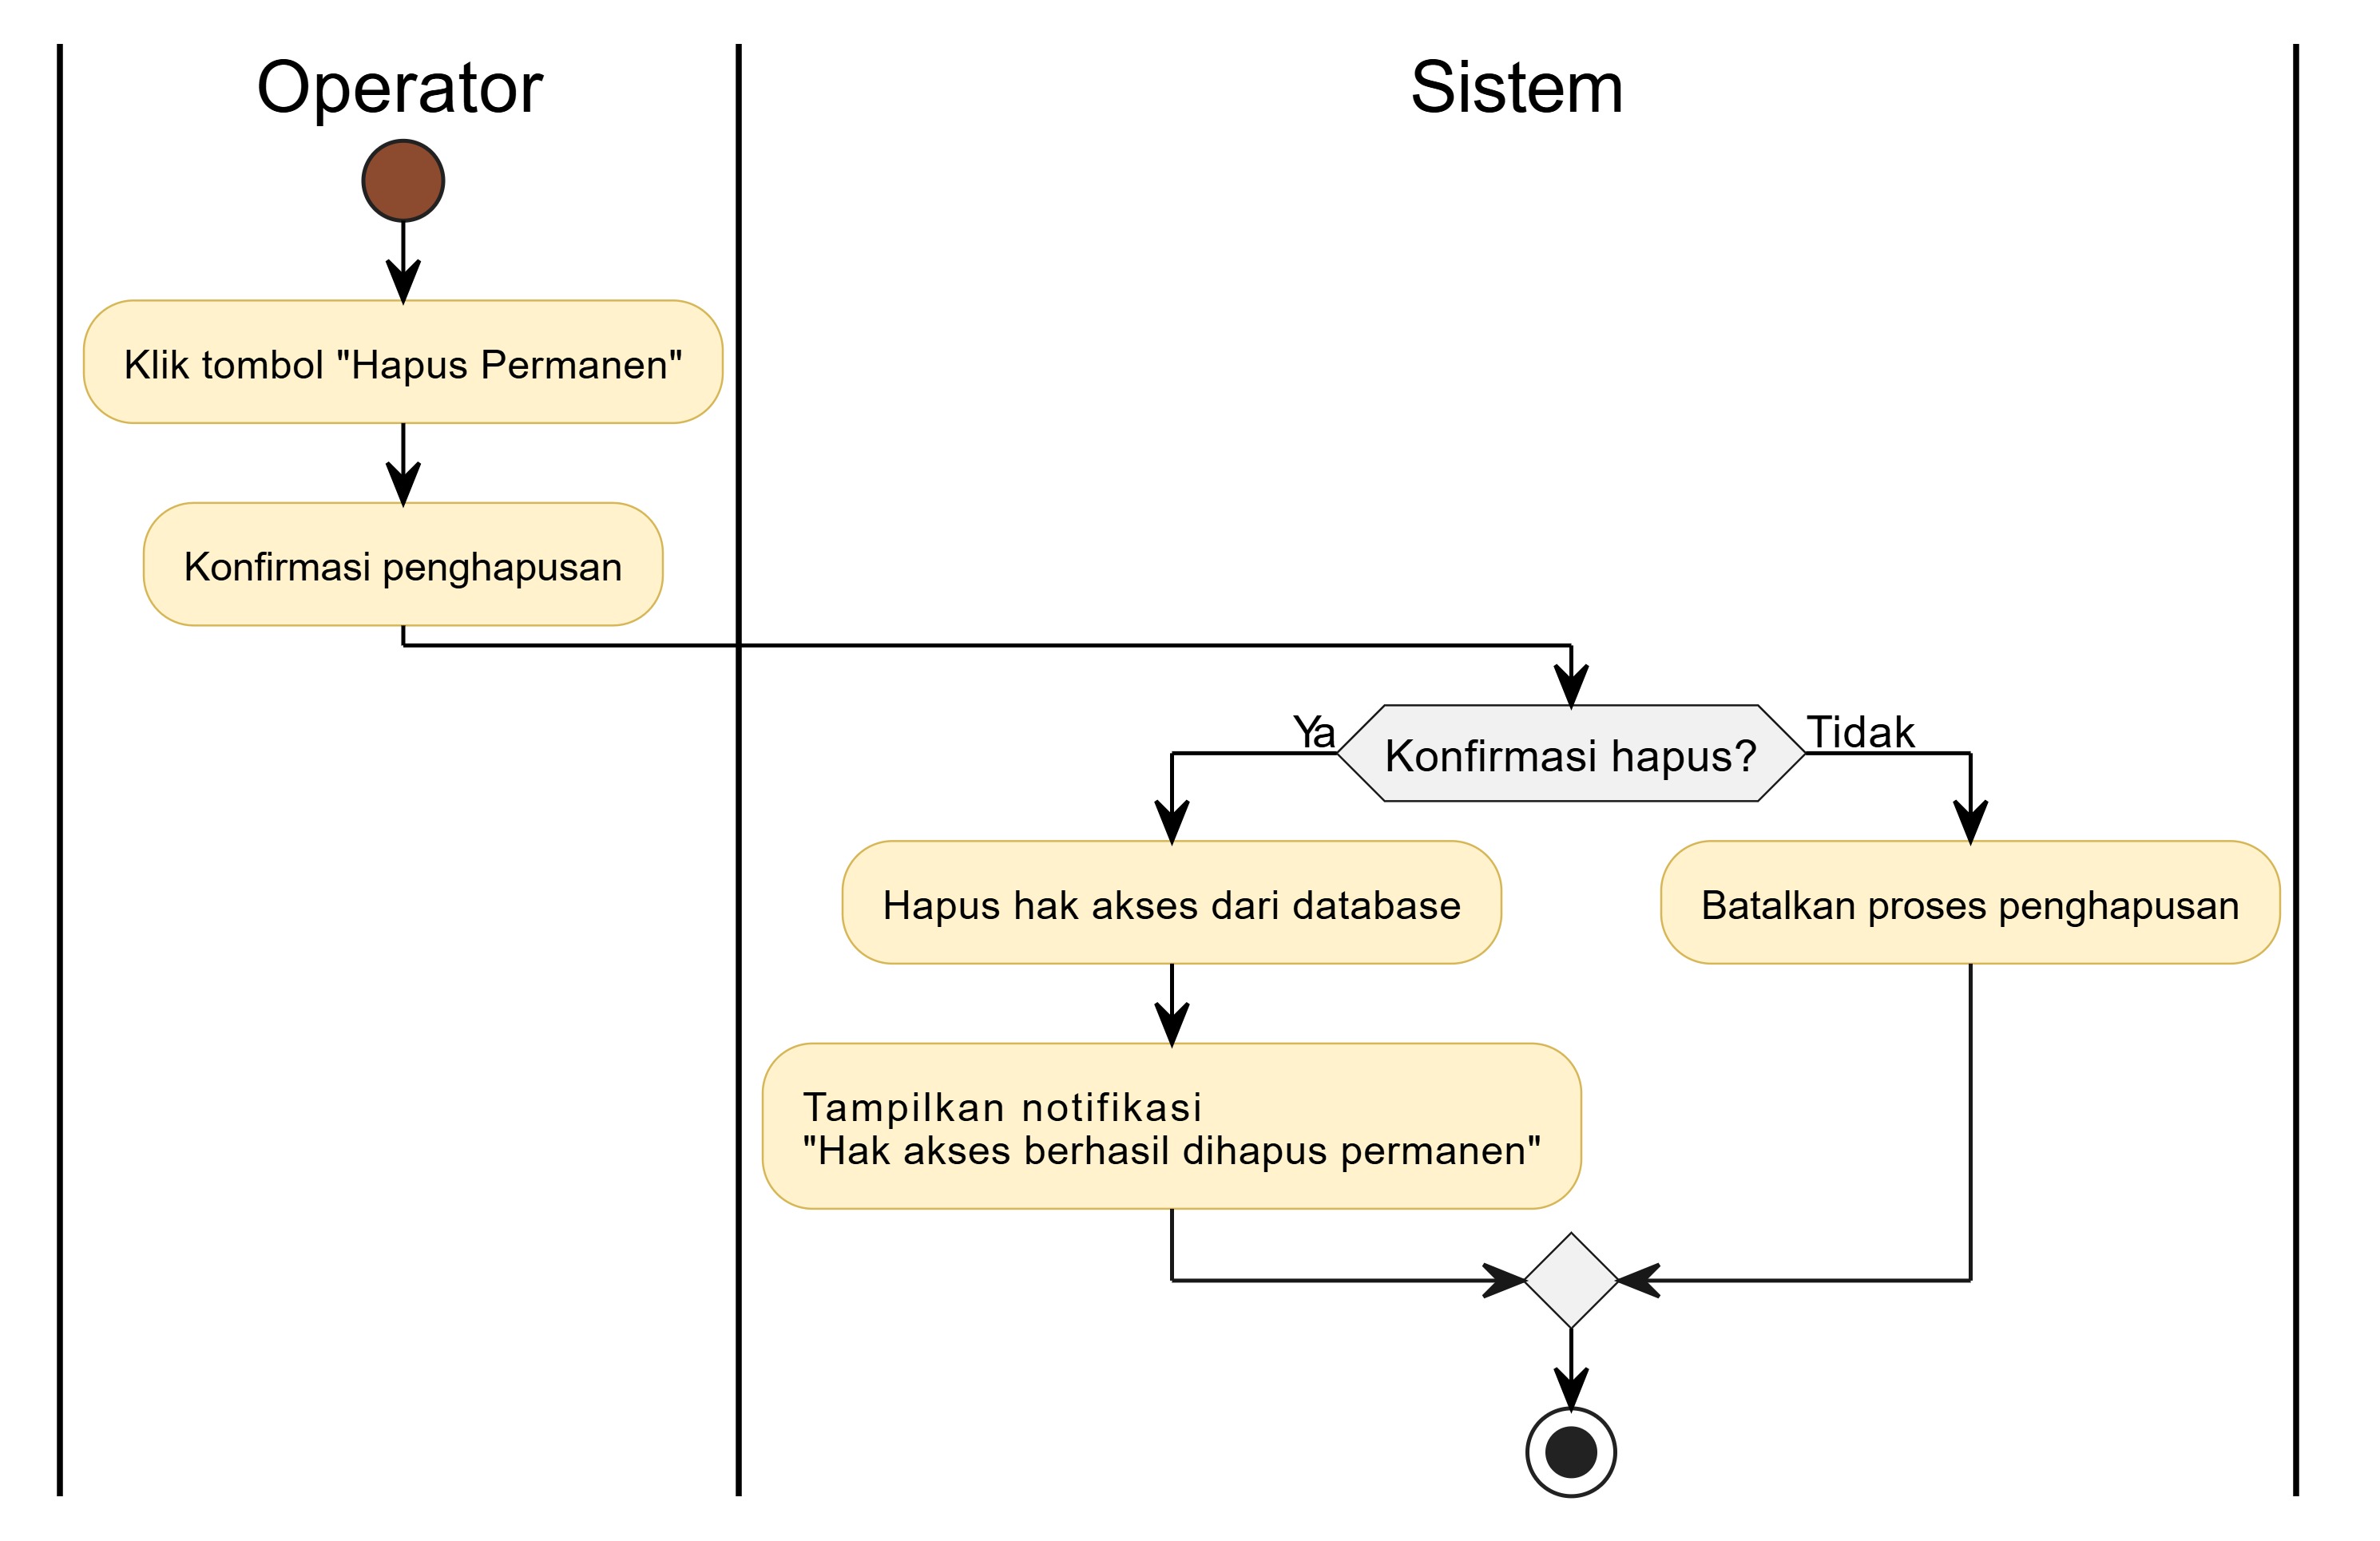 Operator
Sistem
Klik tombol "Hapus Permanen"
Konfirmasi penghapusan
Ya
Konfirmasi hapus?
Tidak
Hapus hak akses dari database
Batalkan proses penghapusan
Tampilkan notifikasi
"Hak akses berhasil dihapus permanen"